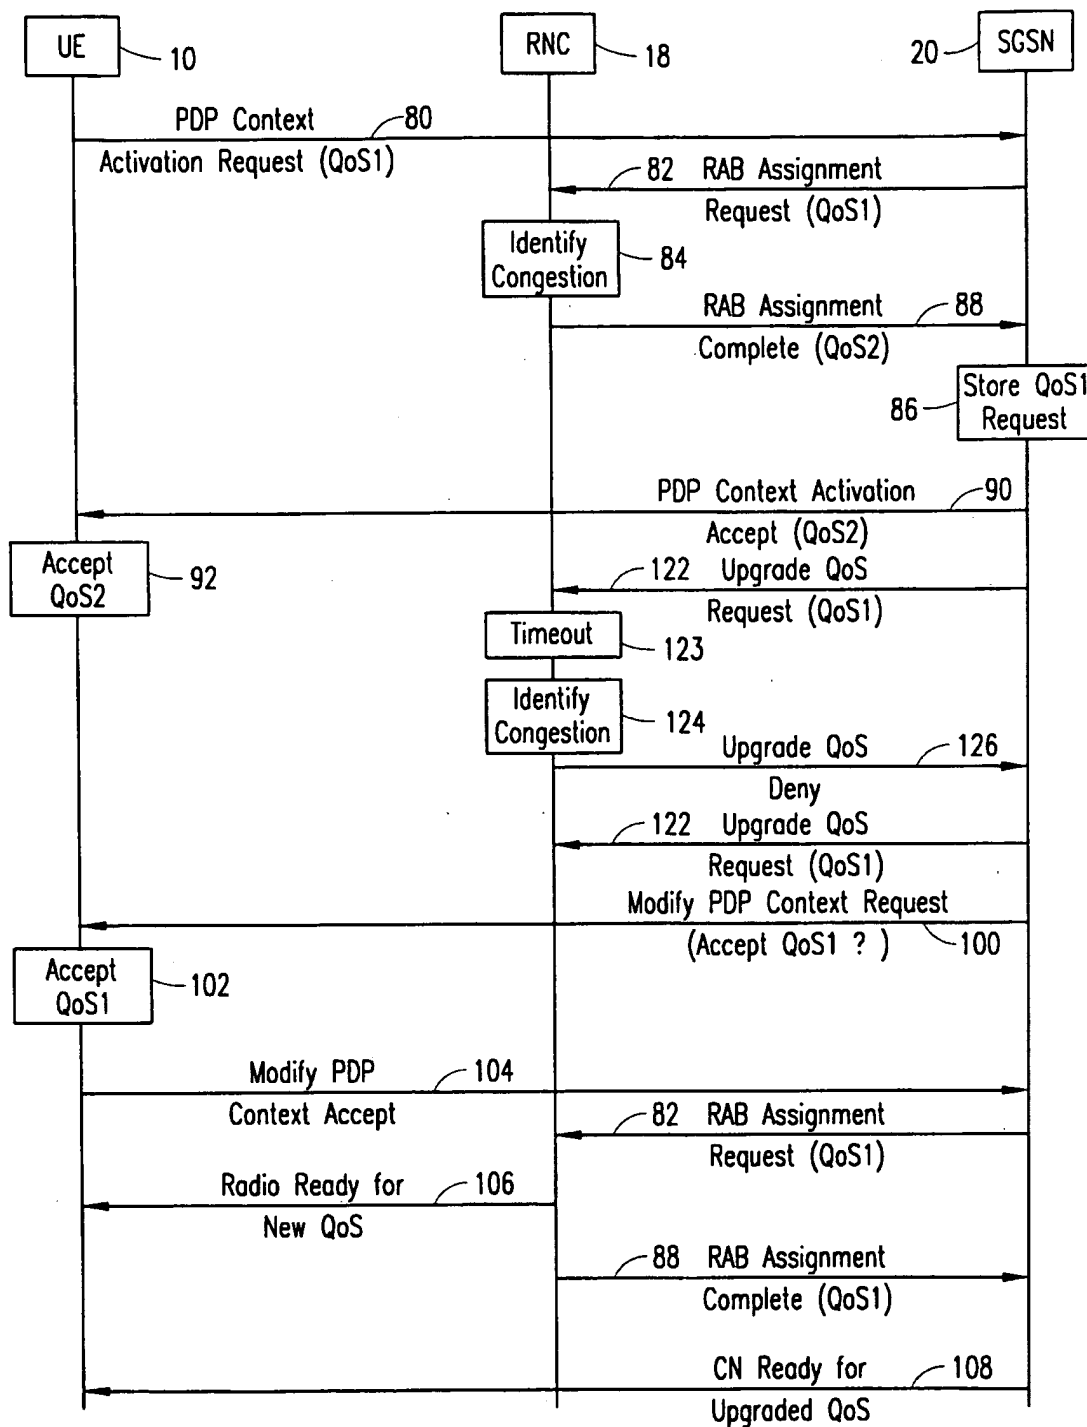 UE
10
RNC
18
20
SGSN
PDP Context
80
Activation Request (QoS1)
82
RAB Assignment
Request (QoS1)
Identify
Congestion
84
RAB Assignment
88
Complete (QoS2)
86
Store QoS1
Request
PDP Context Activation
90
Accept (QoS2)
Accept
QoS2
92
122
Upgrade QoS
Request (QoS1)
Timeout
123
Identify
Congestion
124
Upgrade QoS
126
Deny
122
Upgrade QoS
Request (QoS1)
Modify PDP Context Request
(Accept QoS1 ? )
100
Accept
QoS1
102
Modify PDP
104
Context Accept
82
RAB Assignment
Request (QoS1)
Radio Ready for
106
New QoS
88
RAB Assignment
Complete (QoS1)
CN Ready for
108
Upgraded QoS